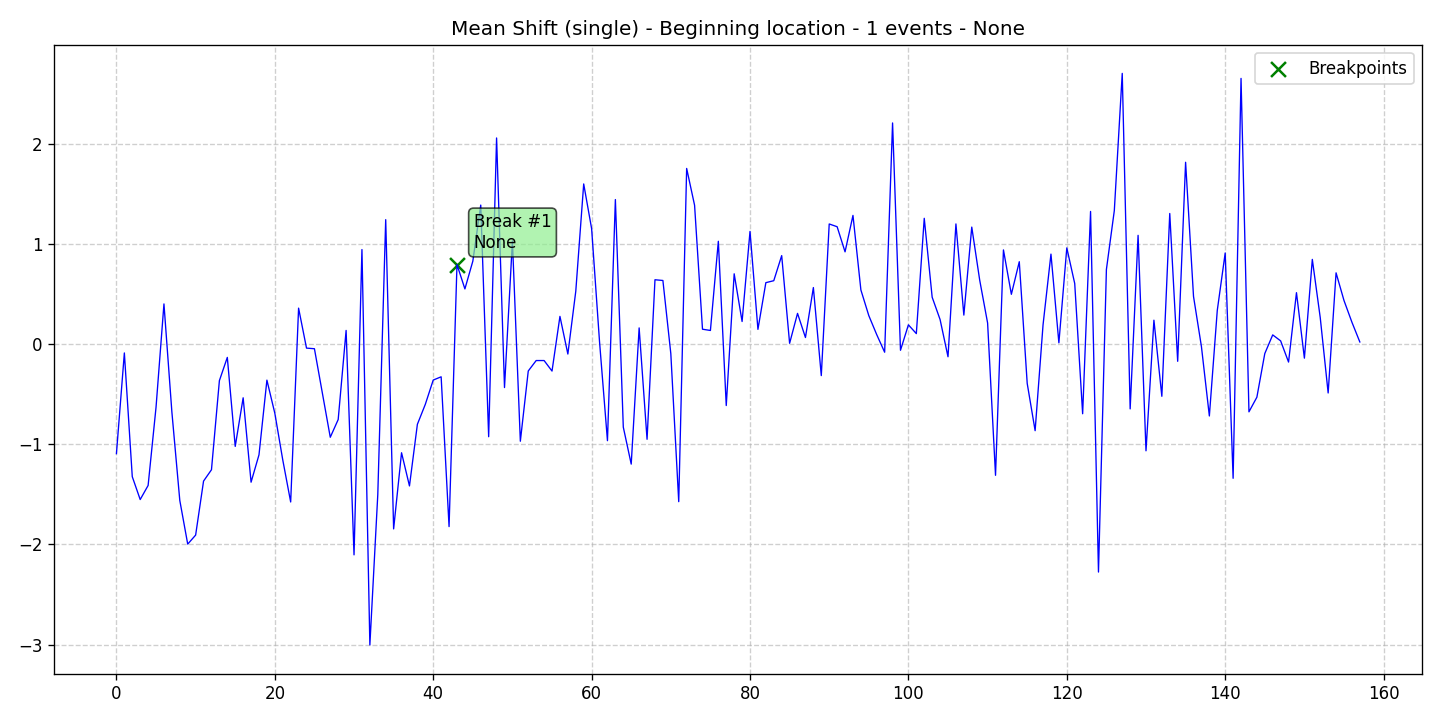 Mean Shift (single) - Beginning location - 1 events - None
Breakpoints
Break #1
None
2
1
0
−1
−2
−3
0 20 40 60 80 100 120 140 160